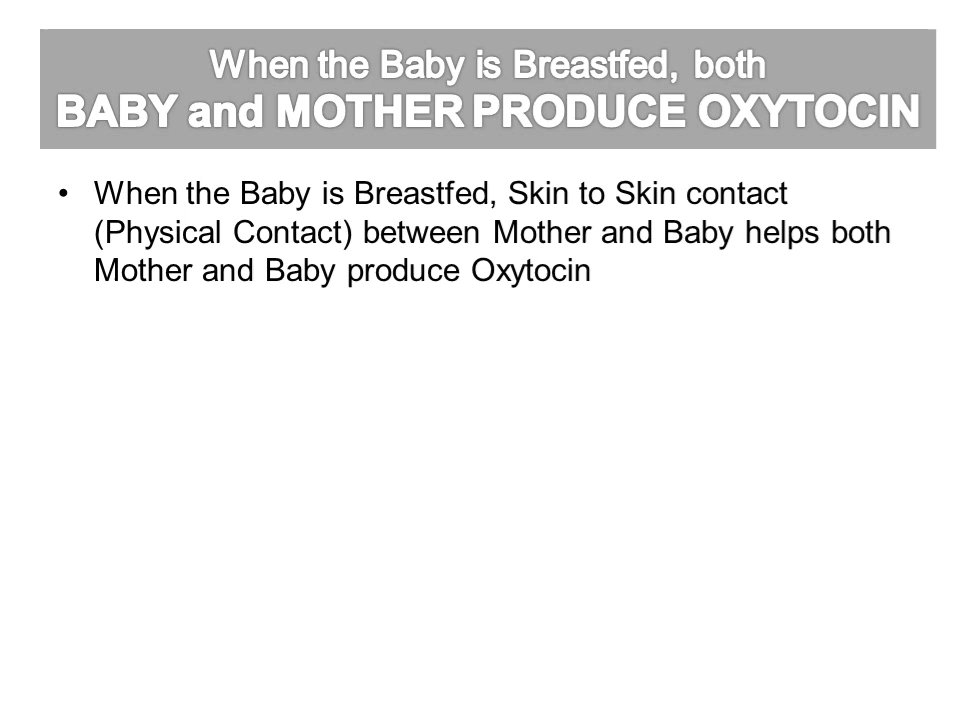 When the Baby is Breastfed, both
BABY and MOTHER PRODUCE OXYTOCIN
• When the Baby is Breastfed, Skin to Skin contact
(Physical Contact) between Mother and Baby helps both
Mother and Baby produce Oxytocin